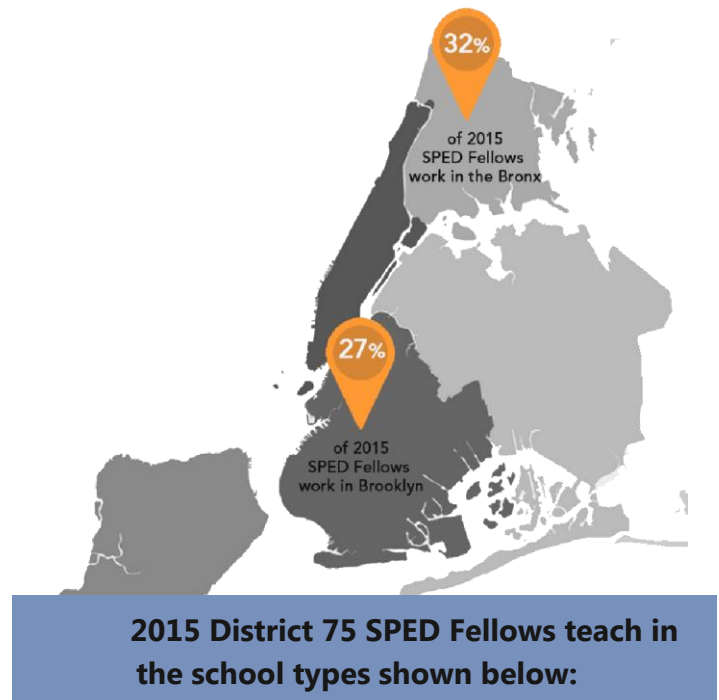 32%
of 2015
SPED Fellows
work in the Bronx
27%
of 2015
SPED Fellows
work in Brooklyn
2015 District 75 SPED Fellows teach in
the school types shown below: